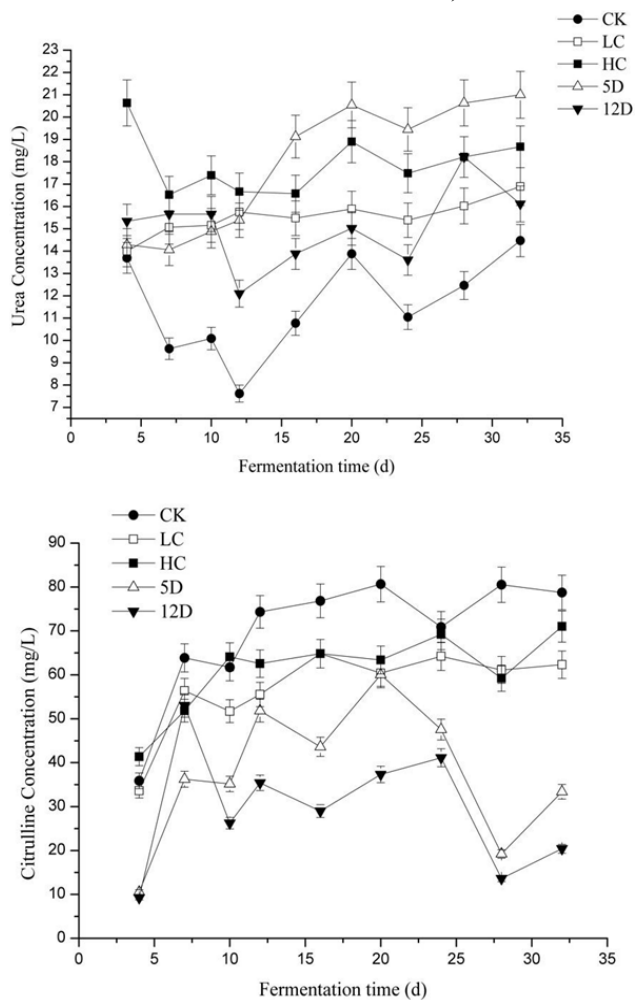 CK
LC
HC
5D
12D
23
22
21
20
19
18
17
16
15
14
13
12
11
10
9
8
7
Urea Concentration (mg/L)
0 5 10 15 20 25 30 35
Fermentation time (d)
CK
LC
HC
5D
12D
90
80
70
60
50
40
30
20
10
0
Citrulline Concentration (mg/L)
0 5 10 15 20 25 30 35
Fermentation time (d)